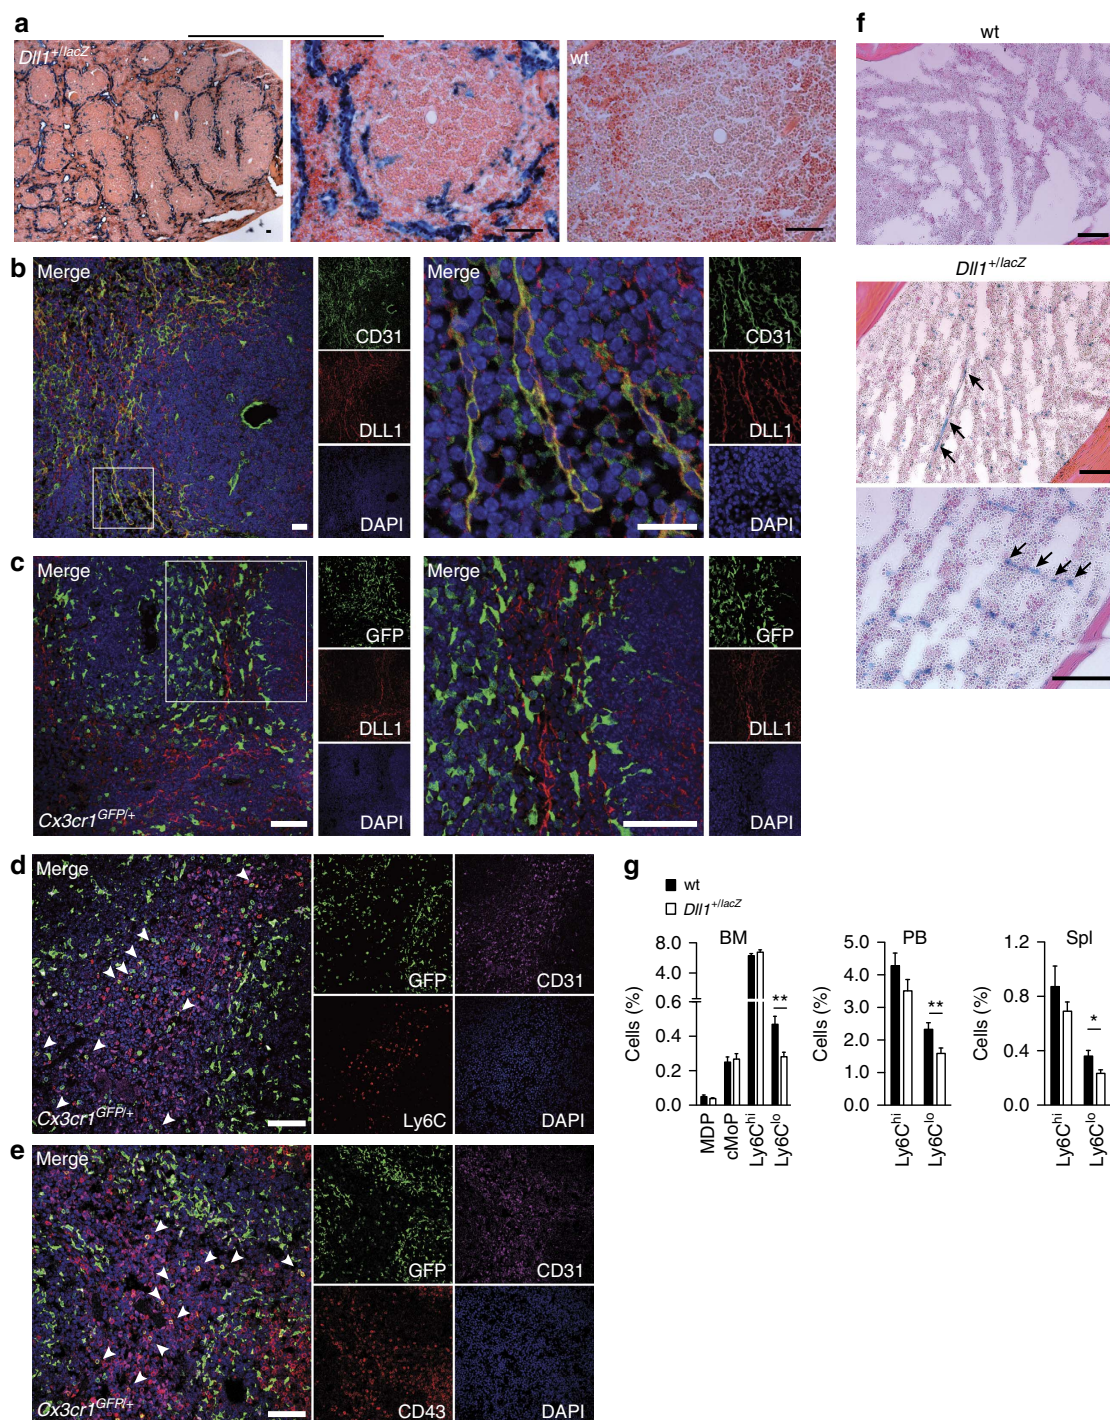 a
Dll1+/lacZ
wt
b
Merge
CD31
DLL1
DAPI
Merge
CD31
DLL1
DAPI
c
Merge
Cx3cr1GFP/+
GFP
DLL1
DAPI
Merge
GFP
DLL1
DAPI
d
Merge
Cx3cr1GFP/+
GFP
CD31
Ly6C
DAPI
e
Merge
Cx3cr1GFP/+
GFP
CD31
CD43
DAPI
f
wt
Dll1+/lacZ
g
wt
Dll1+/lacZ
BM
Cells (%)
8.0
6.0
0.6
0.4
0.2
0.0
**
MDP
cMoP
Ly6Chi
Ly6Clo
PB
Cells (%)
5.0
4.0
3.0
2.0
1.0
0.0
**
Ly6Chi
Ly6Clo
Spl
Cells (%)
1.2
0.8
0.4
0.0
*
Ly6Chi
Ly6Clo